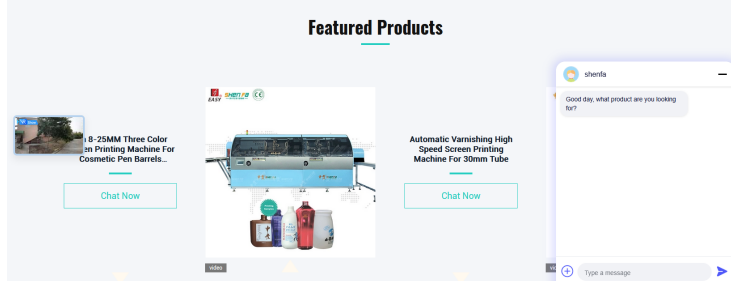 Featured Products
shenfa
Good day, what product are you looking
for?
8-25MM Three Color
en Printing Machine For
Cosmetic Pen Barrels...
Chat Now
EASY
SHENFA
CE
video
Automatic Varnishing High
Speed Screen Printing
Machine For 30mm Tube
Chat Now
Type a message